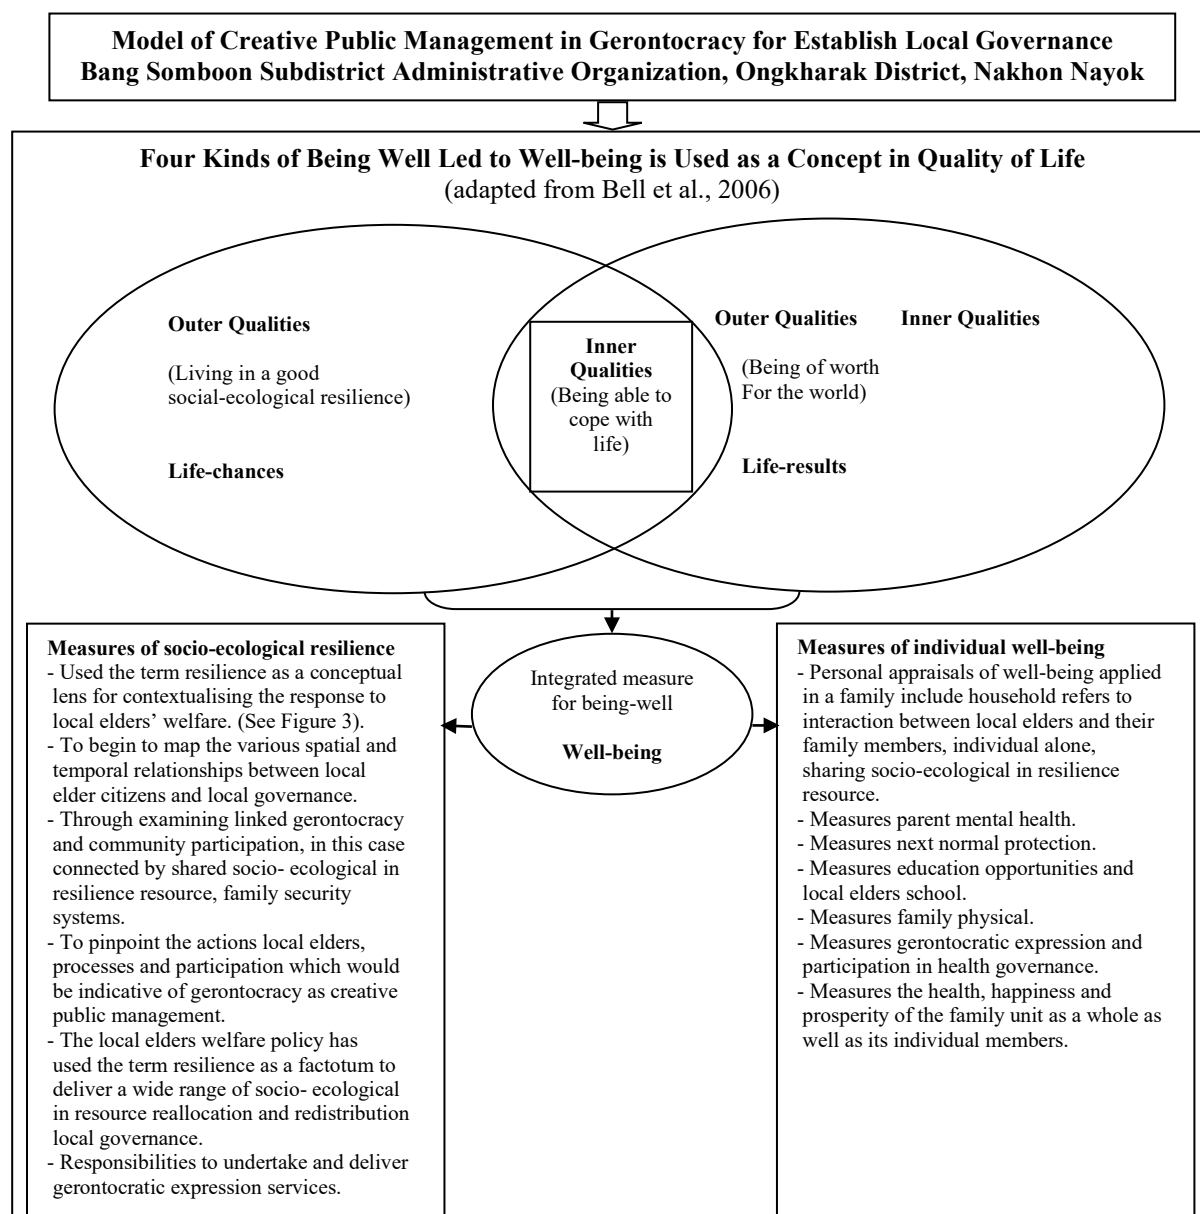 Model of Creative Public Management in Gerontocracy for Establish Local Governance
Bang Somboon Subdistrict Administrative Organization, Ongkharak District, Nakhon Nayok
Four Kinds of Being Well Led to Well-being is Used as a Concept in Quality of Life
(adapted from Bell et al., 2006)
Outer Qualities
(Living in a good
social-ecological resilience)
Life-chances
Inner
Qualities
(Being able to
cope with
life)
Outer Qualities
Inner Qualities
(Being of worth
For the world)
Life-results
Measures of socio-ecological resilience
- Used the term resilience as a conceptual
lens for contextualising the response to
local elders’ welfare. (See Figure 3).
- To begin to map the various spatial and
temporal relationships between local
elder citizens and local governance.
- Through examining linked gerontocracy
and community participation, in this case
connected by shared socio- ecological in
resilience resource, family security
systems.
- To pinpoint the actions local elders,
processes and participation which would
be indicative of gerontocracy as creative
public management.
- The local elders welfare policy has
used the term resilience as a factotum to
deliver a wide range of socio- ecological
in resource reallocation and redistribution
local governance.
- Responsibilities to undertake and deliver
gerontocratic expression services.
Integrated measure
for being-well
Well-being
Measures of individual well-being
- Personal appraisals of well-being applied
in a family include household refers to
interaction between local elders and their
family members, individual alone,
sharing socio-ecological in resilience
resource.
- Measures parent mental health.
- Measures next normal protection.
- Measures education opportunities and
local elders school.
- Measures family physical.
- Measures gerontocratic expression and
participation in health governance.
- Measures the health, happiness and
prosperity of the family unit as a whole as
well as its individual members.